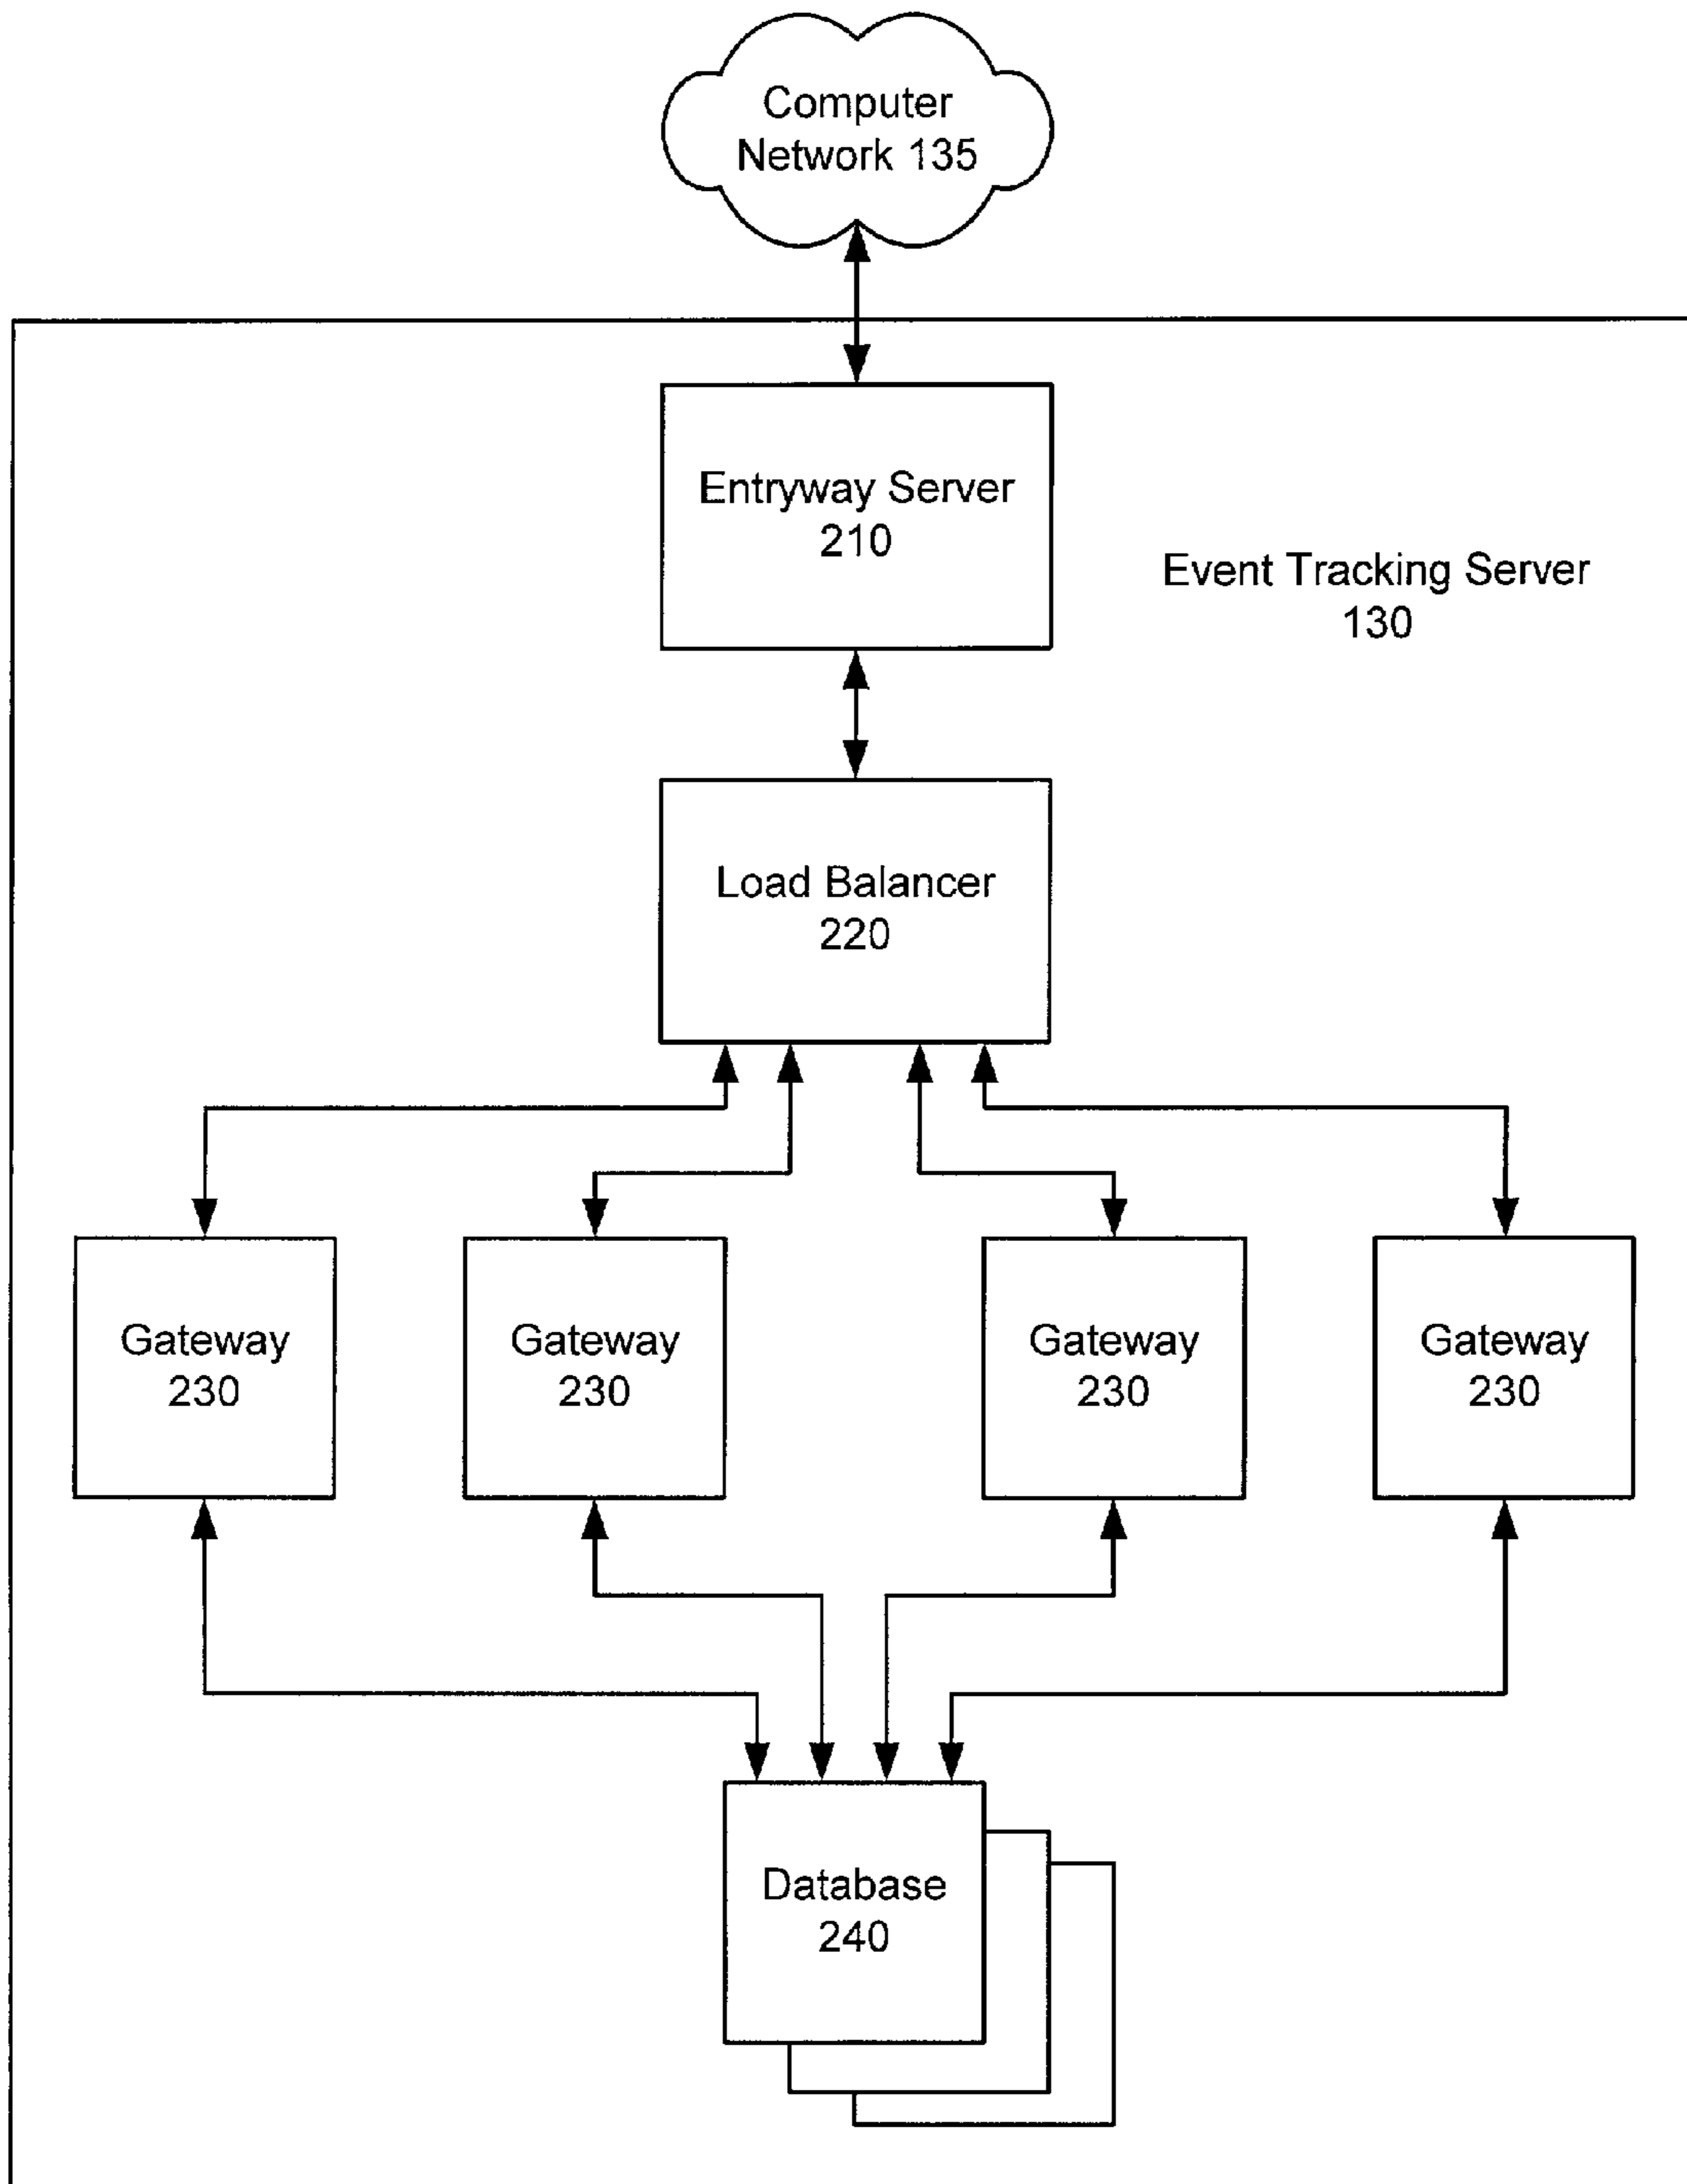 Computer
Network 135
Entryway Server
210
Event Tracking Server
130
Load Balancer
220
Gateway
230
Gateway
230
Gateway
230
Gateway
230
Database
240